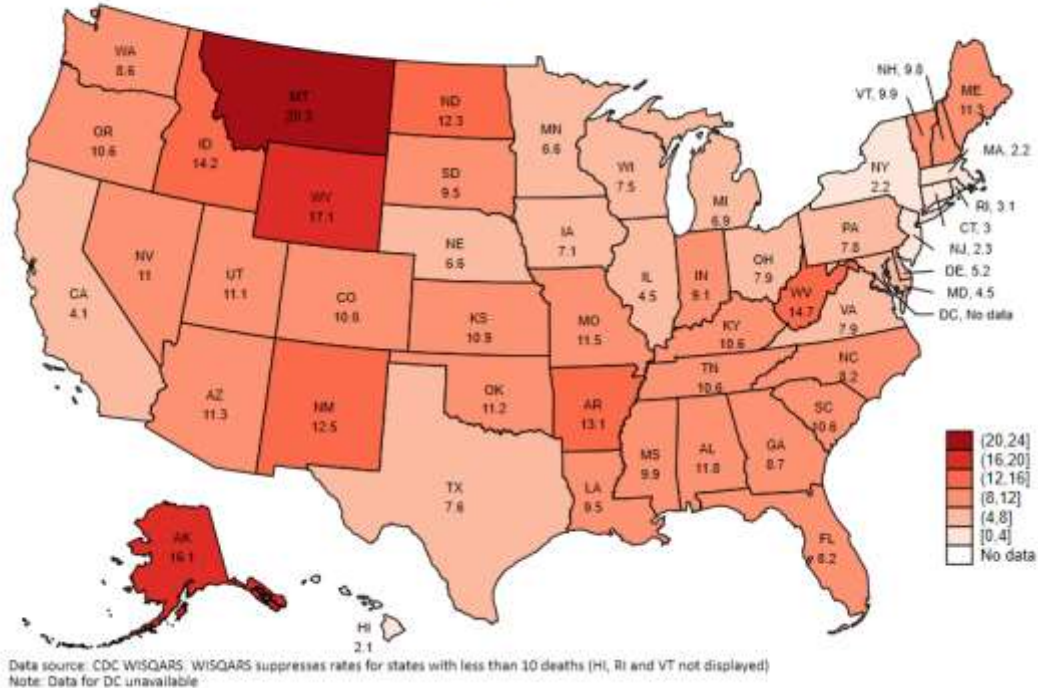 WA
8.6
MT
ND
12.3
MN
6.6
OR
10.6
ID
14.2
SD
9.5
WI
7.5
MI
6.9
NH, 9.8
VT, 9.9
ME
11.3
NY
2.2
MA, 2.2
RI, 3.1
CT, 3
NJ, 2.3
DE, 5.2
MD, 4.5
DC, No data
WY
17.1
NE
6.6
IA
7.1
IL
4.5
IN
9.1
OH
7.9
PA
7.8
WV
14.7
VA
7.9
NV
11
UT
11.1
CO
KS
10.9
MO
11.5
KY
10.6
CA
4.1
AZ
11.3
NM
12.5
OK
11.2
AR
13.1
TN
10.6
NC
8.2
SC
10.6
TX
7.6
LA
9.5
MS
9.9
AL
11.8
GA
8.7
FL
8.2
AK
16.1
HI
2.1
(20,24]
(16,20]
(12,16]
(8,12]
(4,8]
[0,4]
No data
Data source: CDC WISQARS. WISQARS suppresses rates for states with less than 10 deaths (HI, RI and VT not displayed)
Note: Data for DC unavailable